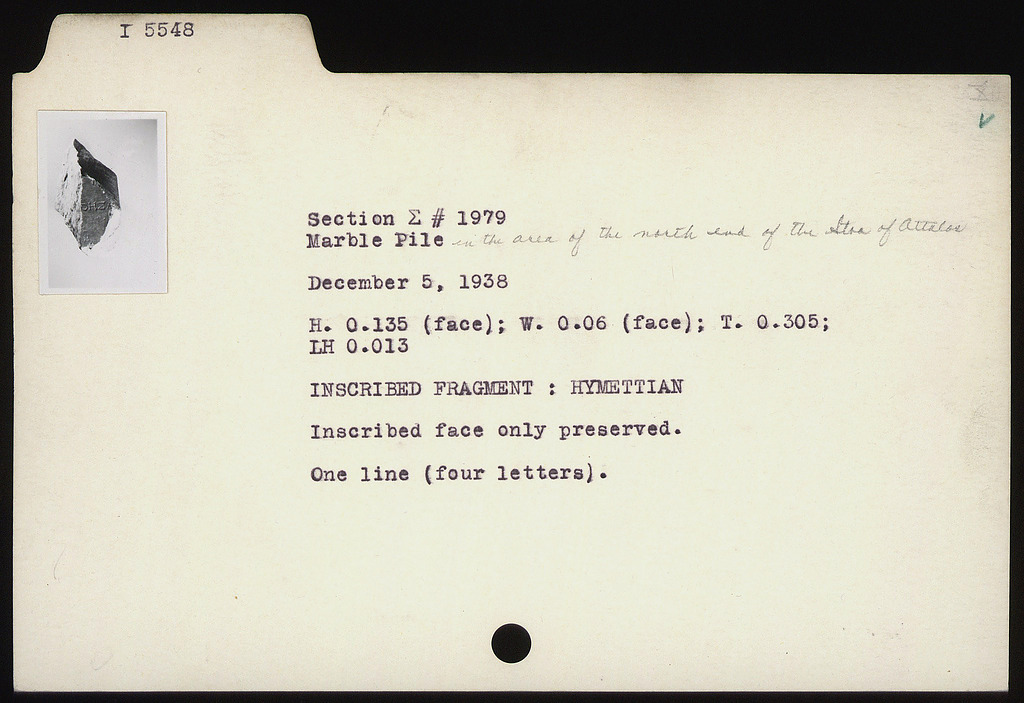 I 5548
Section Σ # 1979
Marble Pile in the area of the north end of the Stoa of Attalos
December 5, 1938
H. 0.135 (face); W. 0.06 (face); T. 0.305;
LH 0.013
INSCRIBED FRAGMENT : HYMETTIAN
Inscribed face only preserved.
One line (four letters).